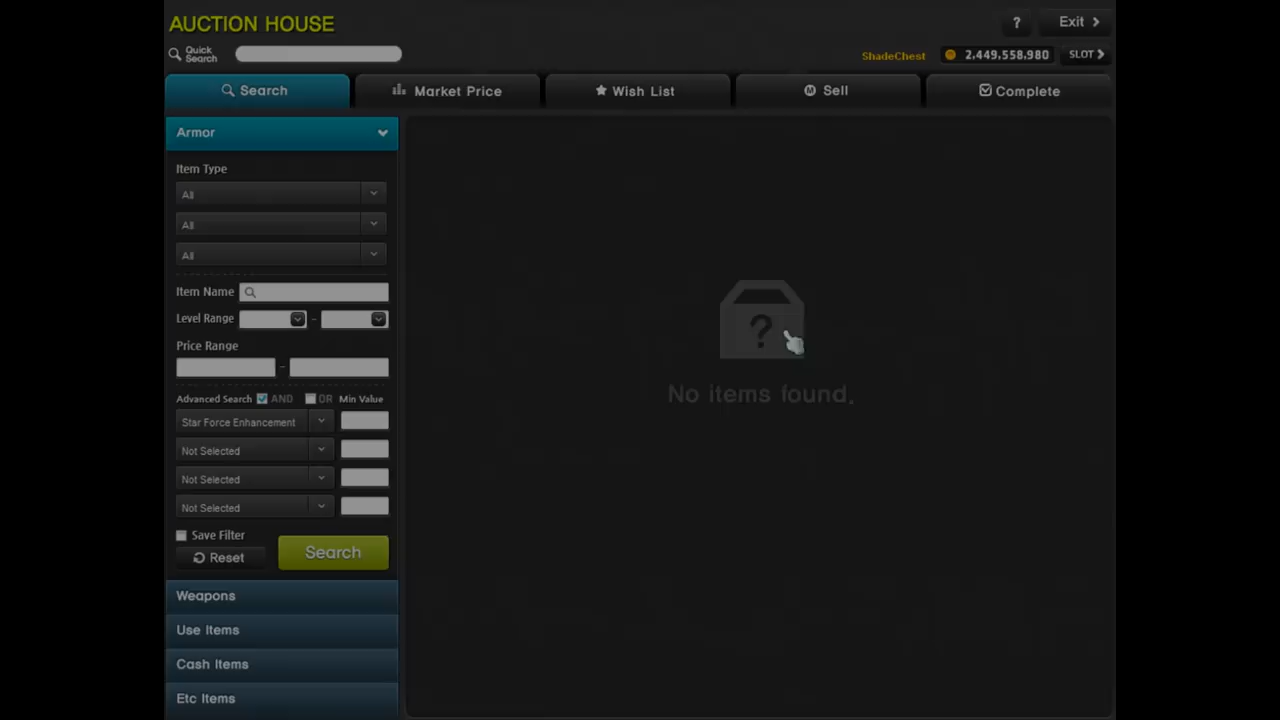 AUCTION HOUSE
? Exit >
Quick
Search
ShadeChest 2,449,558,980 SLOT >
Search Market Price Wish List Sell Complete
Armor
Item Type
All
All
All
Item Name
Level Range -
Price Range
-
Advanced Search AND OR Min Value
Star Force Enhancement
Not Selected
Not Selected
Not Selected
Save Filter
Reset Search
Weapons
Use Items
Cash Items
Etc Items
?
No items found.